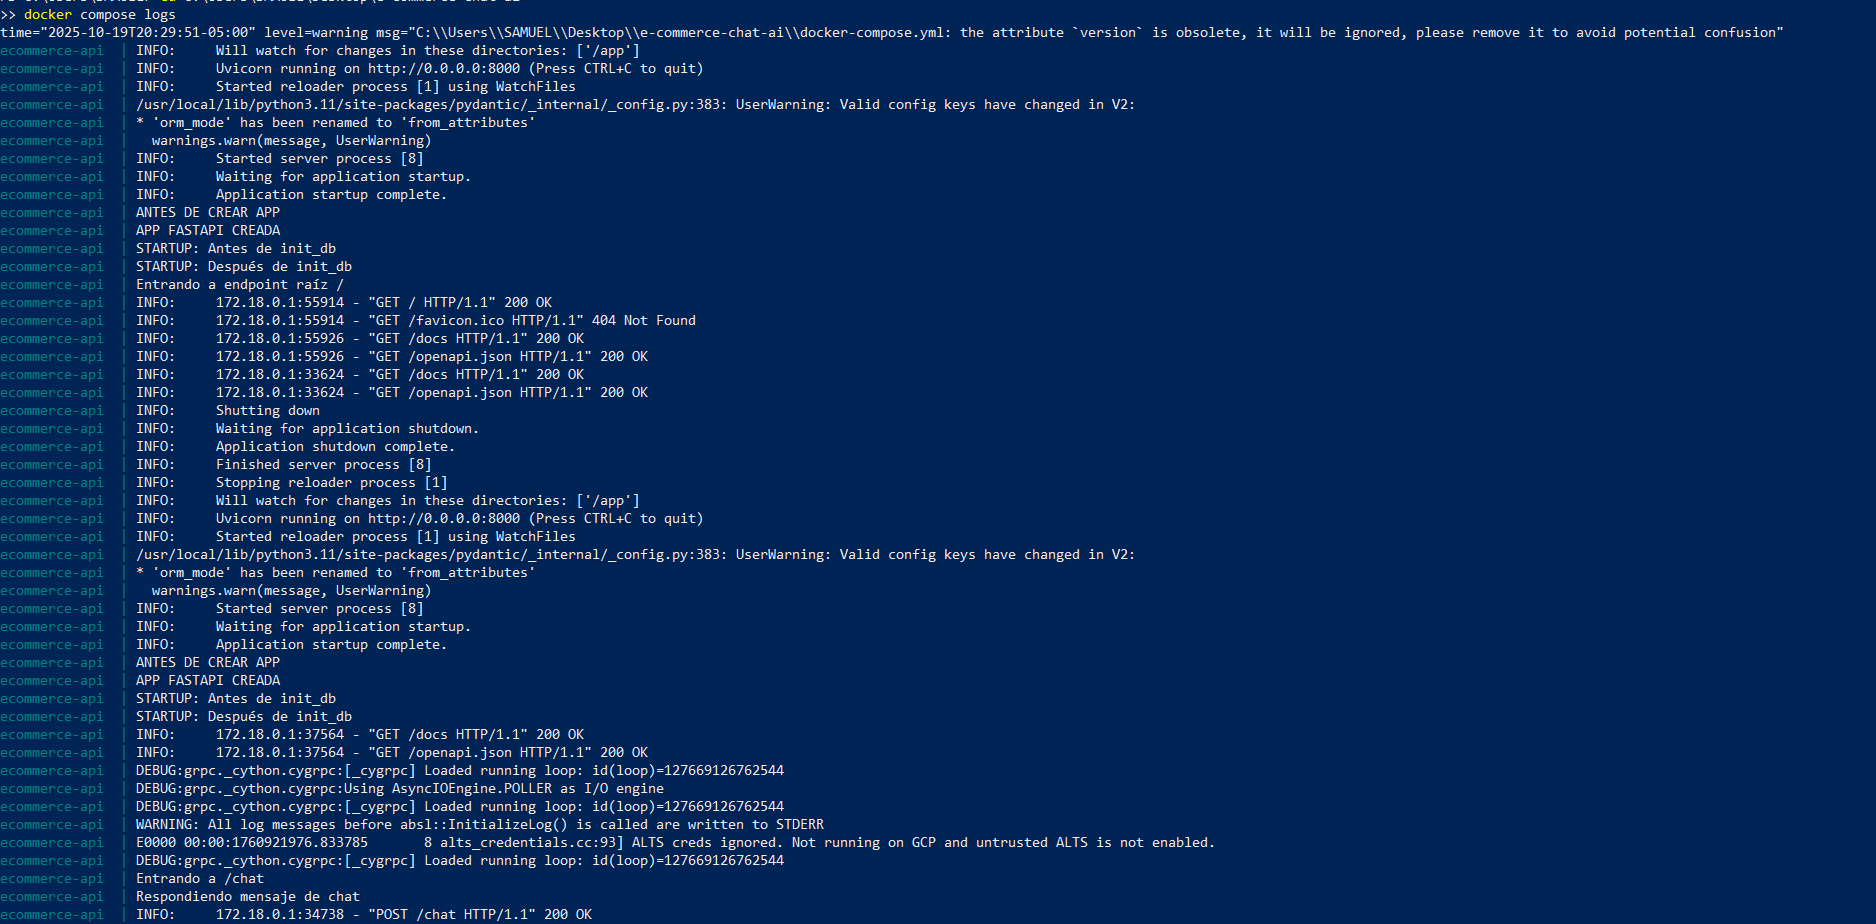 >> docker compose logs
time="2025-10-19T20:29:51-05:00" level=warning msg="C:\\Users\\SAMUEL\\Desktop\\e-commerce-chat-ai\\docker-compose.yml: the attribute `version` is obsolete, it will be ignored, please remove it to avoid potential confusion"
ecommerce-api  | INFO:     Will watch for changes in these directories: ['/app']
ecommerce-api  | INFO:     Uvicorn running on http://0.0.0.0:8000 (Press CTRL+C to quit)
ecommerce-api  | INFO:     Started reloader process [1] using WatchFiles
ecommerce-api  | /usr/local/lib/python3.11/site-packages/pydantic/_internal/_config.py:383: UserWarning: Valid config keys have changed in V2:
ecommerce-api  | * 'orm_mode' has been renamed to 'from_attributes'
ecommerce-api  |   warnings.warn(message, UserWarning)
ecommerce-api  | INFO:     Started server process [8]
ecommerce-api  | INFO:     Waiting for application startup.
ecommerce-api  | INFO:     Application startup complete.
ecommerce-api  | ANTES DE CREAR APP
ecommerce-api  | APP FASTAPI CREADA
ecommerce-api  | STARTUP: Antes de init_db
ecommerce-api  | STARTUP: Después de init_db
ecommerce-api  | Entrando a endpoint raíz /
ecommerce-api  | INFO:     172.18.0.1:55914 - "GET / HTTP/1.1" 200 OK
ecommerce-api  | INFO:     172.18.0.1:55914 - "GET /favicon.ico HTTP/1.1" 404 Not Found
ecommerce-api  | INFO:     172.18.0.1:55926 - "GET /docs HTTP/1.1" 200 OK
ecommerce-api  | INFO:     172.18.0.1:55926 - "GET /openapi.json HTTP/1.1" 200 OK
ecommerce-api  | INFO:     172.18.0.1:33624 - "GET /docs HTTP/1.1" 200 OK
ecommerce-api  | INFO:     172.18.0.1:33624 - "GET /openapi.json HTTP/1.1" 200 OK
ecommerce-api  | INFO:     Shutting down
ecommerce-api  | INFO:     Waiting for application shutdown.
ecommerce-api  | INFO:     Application shutdown complete.
ecommerce-api  | INFO:     Finished server process [8]
ecommerce-api  | INFO:     Stopping reloader process [1]
ecommerce-api  | INFO:     Will watch for changes in these directories: ['/app']
ecommerce-api  | INFO:     Uvicorn running on http://0.0.0.0:8000 (Press CTRL+C to quit)
ecommerce-api  | INFO:     Started reloader process [1] using WatchFiles
ecommerce-api  | /usr/local/lib/python3.11/site-packages/pydantic/_internal/_config.py:383: UserWarning: Valid config keys have changed in V2:
ecommerce-api  | * 'orm_mode' has been renamed to 'from_attributes'
ecommerce-api  |   warnings.warn(message, UserWarning)
ecommerce-api  | INFO:     Started server process [8]
ecommerce-api  | INFO:     Waiting for application startup.
ecommerce-api  | INFO:     Application startup complete.
ecommerce-api  | ANTES DE CREAR APP
ecommerce-api  | APP FASTAPI CREADA
ecommerce-api  | STARTUP: Antes de init_db
ecommerce-api  | STARTUP: Después de init_db
ecommerce-api  | INFO:     172.18.0.1:37564 - "GET /docs HTTP/1.1" 200 OK
ecommerce-api  | INFO:     172.18.0.1:37564 - "GET /openapi.json HTTP/1.1" 200 OK
ecommerce-api  | DEBUG:grpc._cython.cygrpc:[_cygrpc] Loaded running loop: id(loop)=127669126762544
ecommerce-api  | DEBUG:grpc._cython.cygrpc:Using AsyncIOEngine.POLLER as I/O engine
ecommerce-api  | DEBUG:grpc._cython.cygrpc:[_cygrpc] Loaded running loop: id(loop)=127669126762544
ecommerce-api  | WARNING: All log messages before absl::InitializeLog() is called are written to STDERR
ecommerce-api  | E0000 00:00:1760921976.833785       8 alts_credentials.cc:93] ALTS creds ignored. Not running on GCP and untrusted ALTS is not enabled.
ecommerce-api  | DEBUG:grpc._cython.cygrpc:[_cygrpc] Loaded running loop: id(loop)=127669126762544
ecommerce-api  | Entrando a /chat
ecommerce-api  | Respondiendo mensaje de chat
ecommerce-api  | INFO:     172.18.0.1:34738 - "POST /chat HTTP/1.1" 200 OK